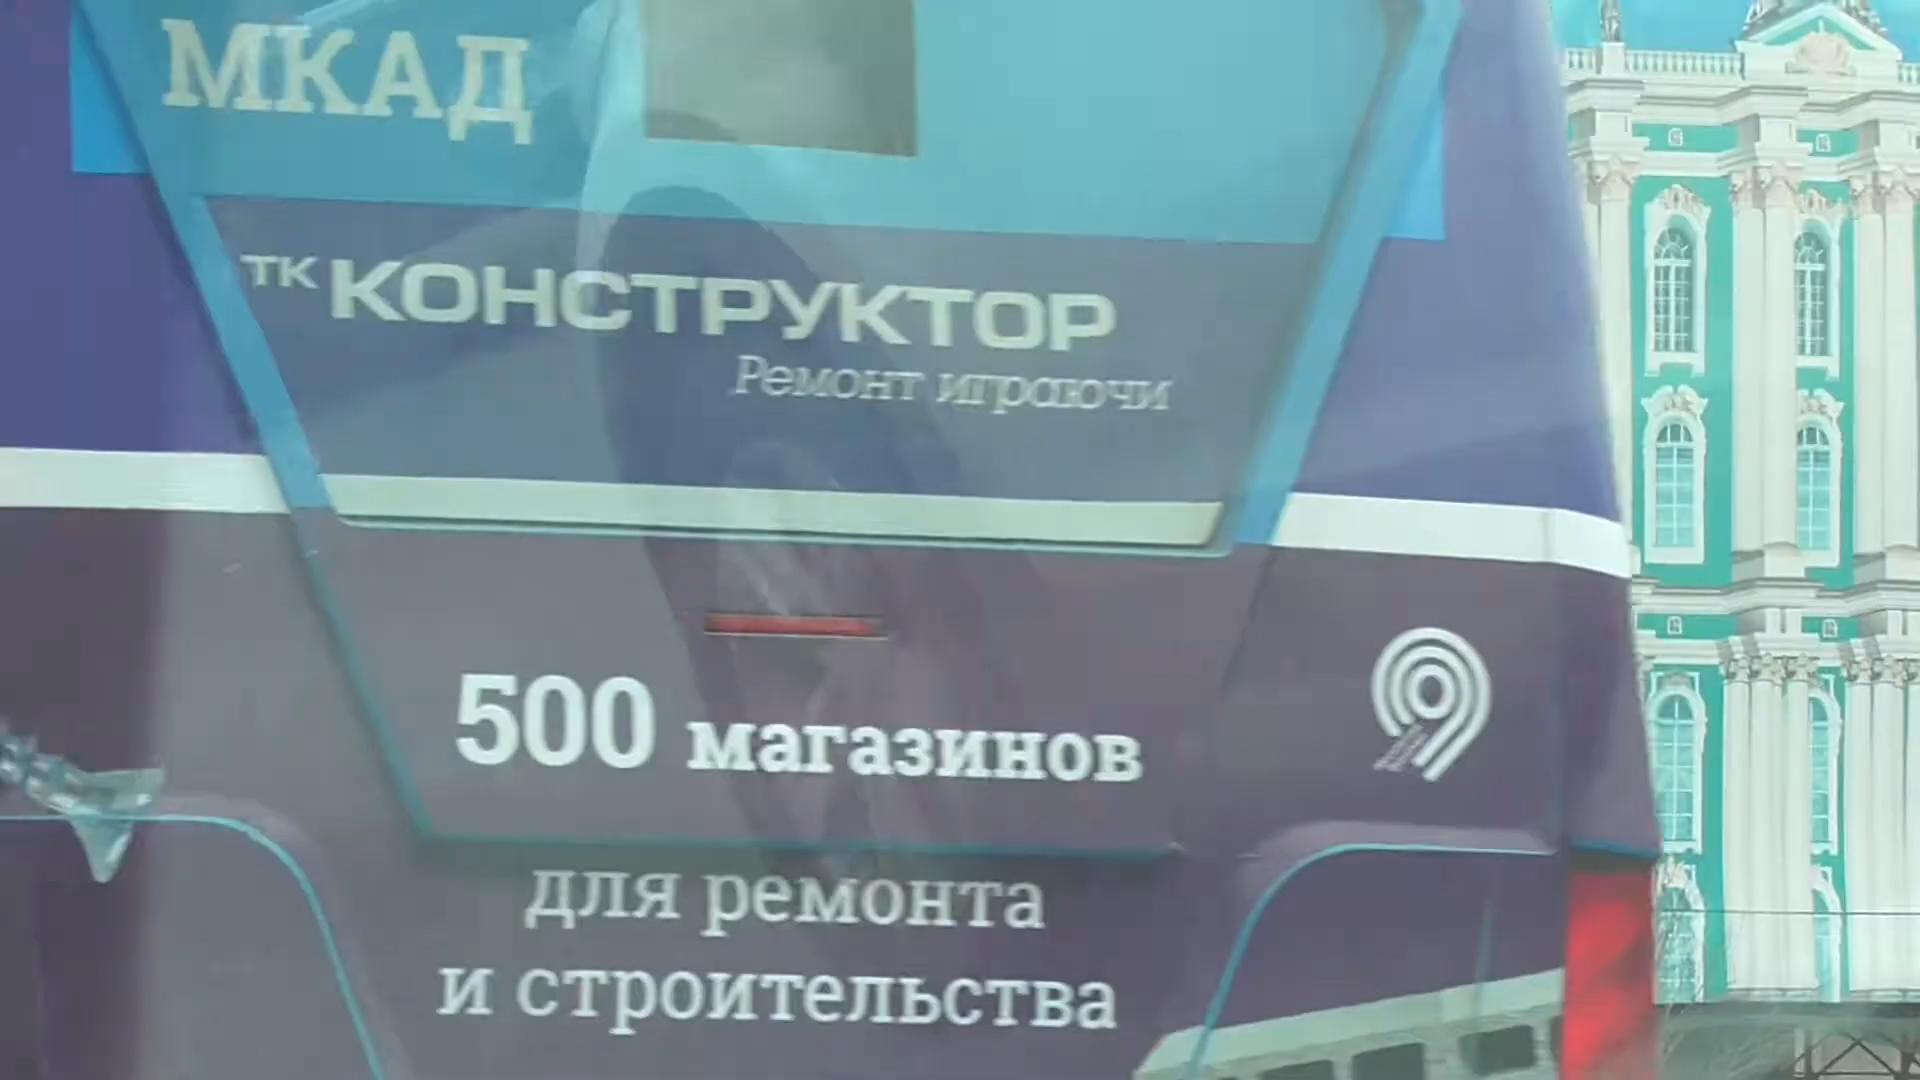 МКАД
ТК КОНСТРУКТОР
Ремонт играючи
500 магазинов
для ремонта
и строительства